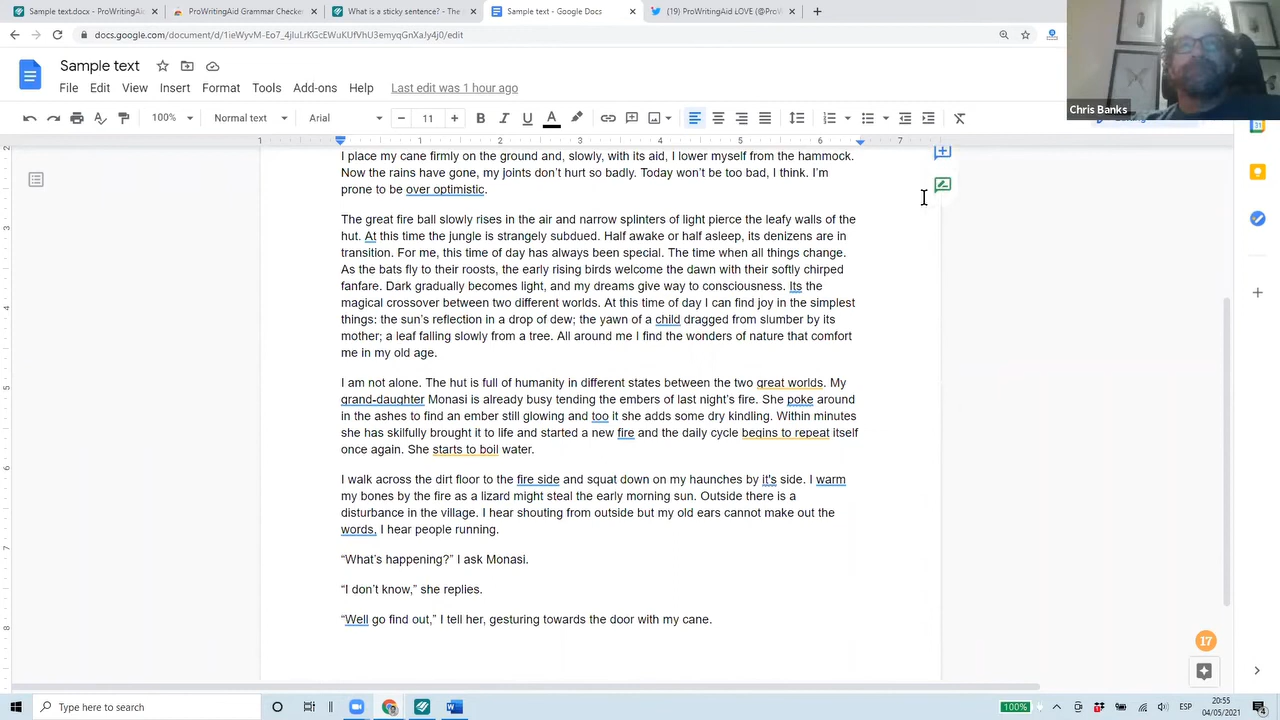 Sample text.docx - ProWritingAid
ProWritingAid Grammar Checke
What is a sticky sentence? - The
Sample text - Google Docs
(19) ProWritingAid LOVE (@ProW
docs.google.com/document/d/
/edit
Sample text
File Edit View Insert Format Tools Add-ons Help Last edit was 1 hour ago
100% Normal text Arial 11
Chris Banks
1 1 2 3 4 5 6 7
I place my cane firmly on the ground and, slowly, with its aid, I lower myself from the hammock.
Now the rains have gone, my joints don't hurt so badly. Today won't be too bad, I think. I'm
prone to be over optimistic.
The great fire ball slowly rises in the air and narrow splinters of light pierce the leafy walls of the
hut. At this time the jungle is strangely subdued. Half awake or half asleep, its denizens are in
transition. For me, this time of day has always been special. The time when all things change.
As the bats fly to their roosts, the early rising birds welcome the dawn with their softly chirped
fanfare. Dark gradually becomes light, and my dreams give way to consciousness. Its the
magical crossover between two different worlds. At this time of day I can find joy in the simplest
things: the sun's reflection in a drop of dew; the yawn of a child dragged from slumber by its
mother; a leaf falling slowly from a tree. All around me I find the wonders of nature that comfort
me in my old age.
I am not alone. The hut is full of humanity in different states between the two great worlds. My
grand-daughter Monasi is already busy tending the embers of last night's fire. She poke around
in the ashes to find an ember still glowing and too it she adds some dry kindling. Within minutes
she has skilfully brought it to life and started a new fire and the daily cycle begins to repeat itself
once again. She starts to boil water.
I walk across the dirt floor to the fire side and squat down on my haunches by it's side. I warm
my bones by the fire as a lizard might steal the early morning sun. Outside there is a
disturbance in the village. I hear shouting from outside but my old ears cannot make out the
words, I hear people running.
“What's happening?” I ask Monasi.
“I don't know,” she replies.
“Well go find out,” I tell her, gesturing towards the door with my cane.
17
Type here to search
100%
ESP
20:55
04/05/2021
4